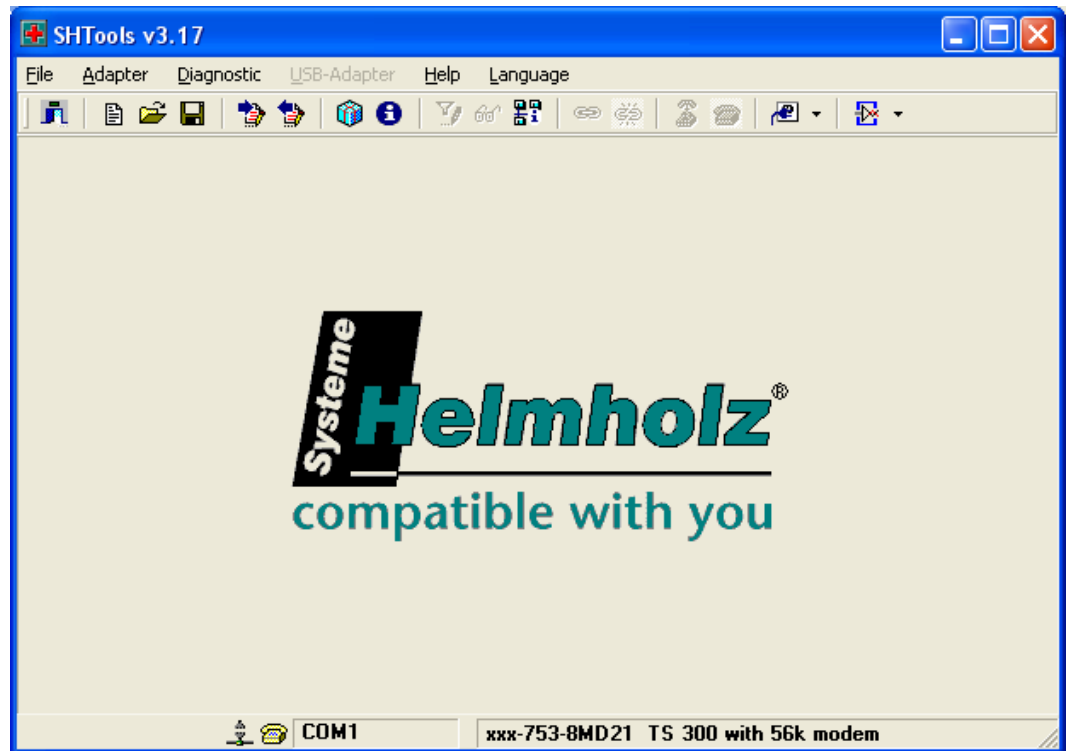 SHTools v3.17
File Adapter Diagnostic USB-Adapter Help Language
Systeme
Helmholz®
compatible with you
COM1 xxx-753-8MD21 TS 300 with 56k modem